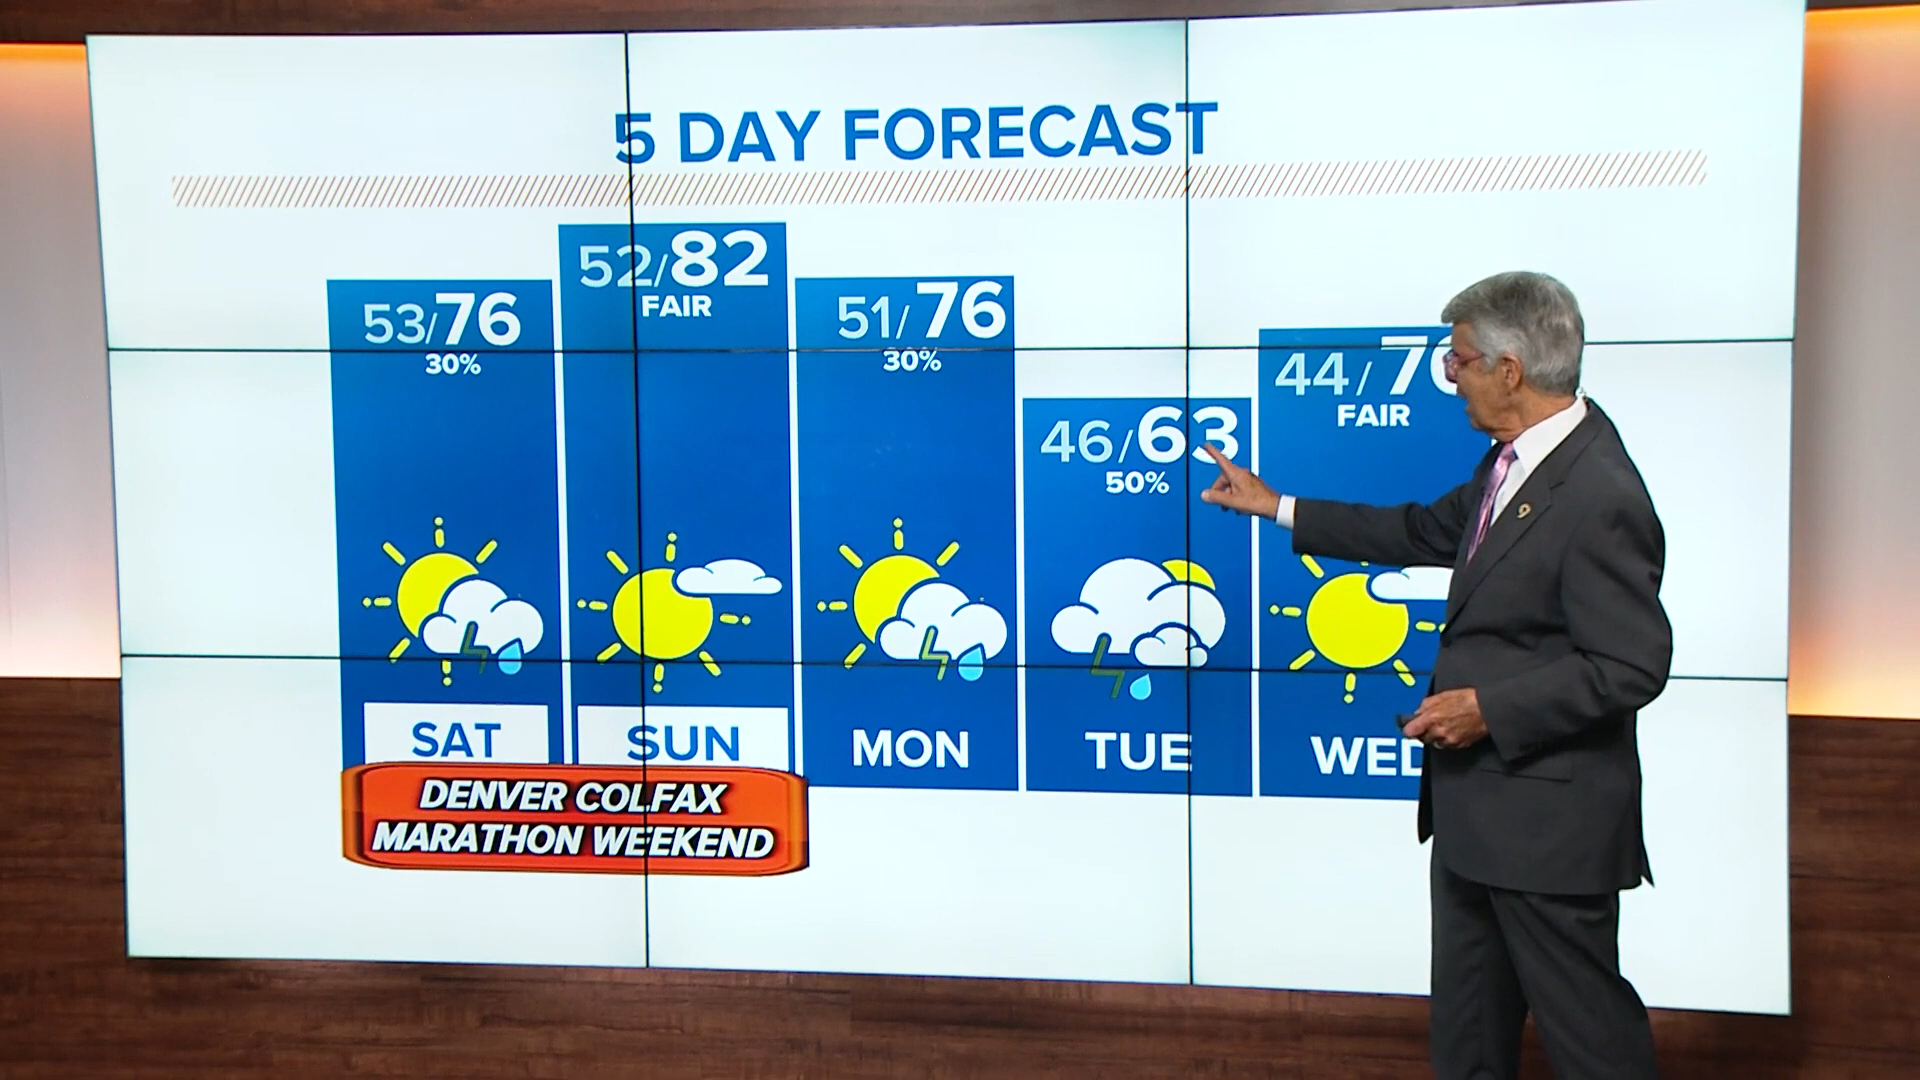 5 DAY FORECAST
53/76
30%
52/82
FAIR
51/76
30%
46/63
50%
44/
FAIR
SAT
SUN
MON
TUE
WED
DENVER COLFAX
MARATHON WEEKEND
9